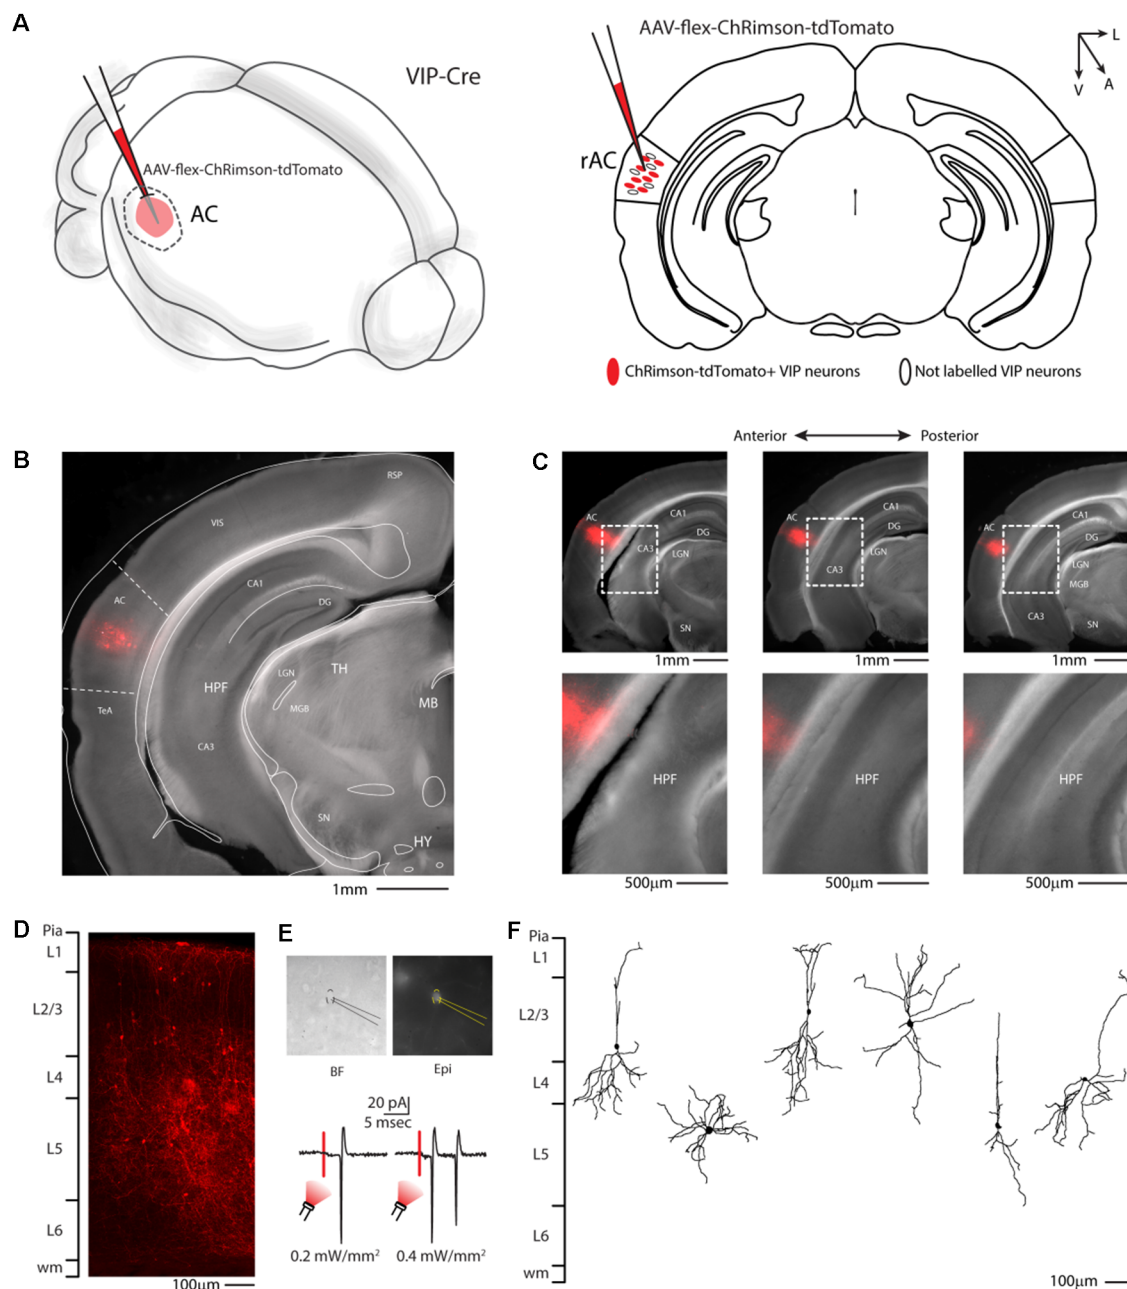 A
VIP-Cre
AAV-flex-ChRimson-tdTomato
AC
AAV-flex-ChRimson-tdTomato
rAC
L
V
A
ChRimson-tdTomato+ VIP neurons
Not labelled VIP neurons
B
RSP
VIS
AC
CA1
DG
TeA
LGN
TH
HPF
MGB
MB
CA3
SN
HY
1mm
C
Anterior
Posterior
AC
CA1
DG
CA3
LGN
SN
1mm
AC
CA1
DG
LGN
CA3
1mm
AC
CA1
DG
LGN
MGB
CA3
SN
1mm
HPF
500µm
HPF
500µm
HPF
500µm
D
Pia
L1
L2/3
L4
L5
L6
wm
100µm
E
BF
Epi
20 pA
5 msec
0.2 mW/mm²
0.4 mW/mm²
F
Pia
L1
L2/3
L4
L5
L6
wm
100µm